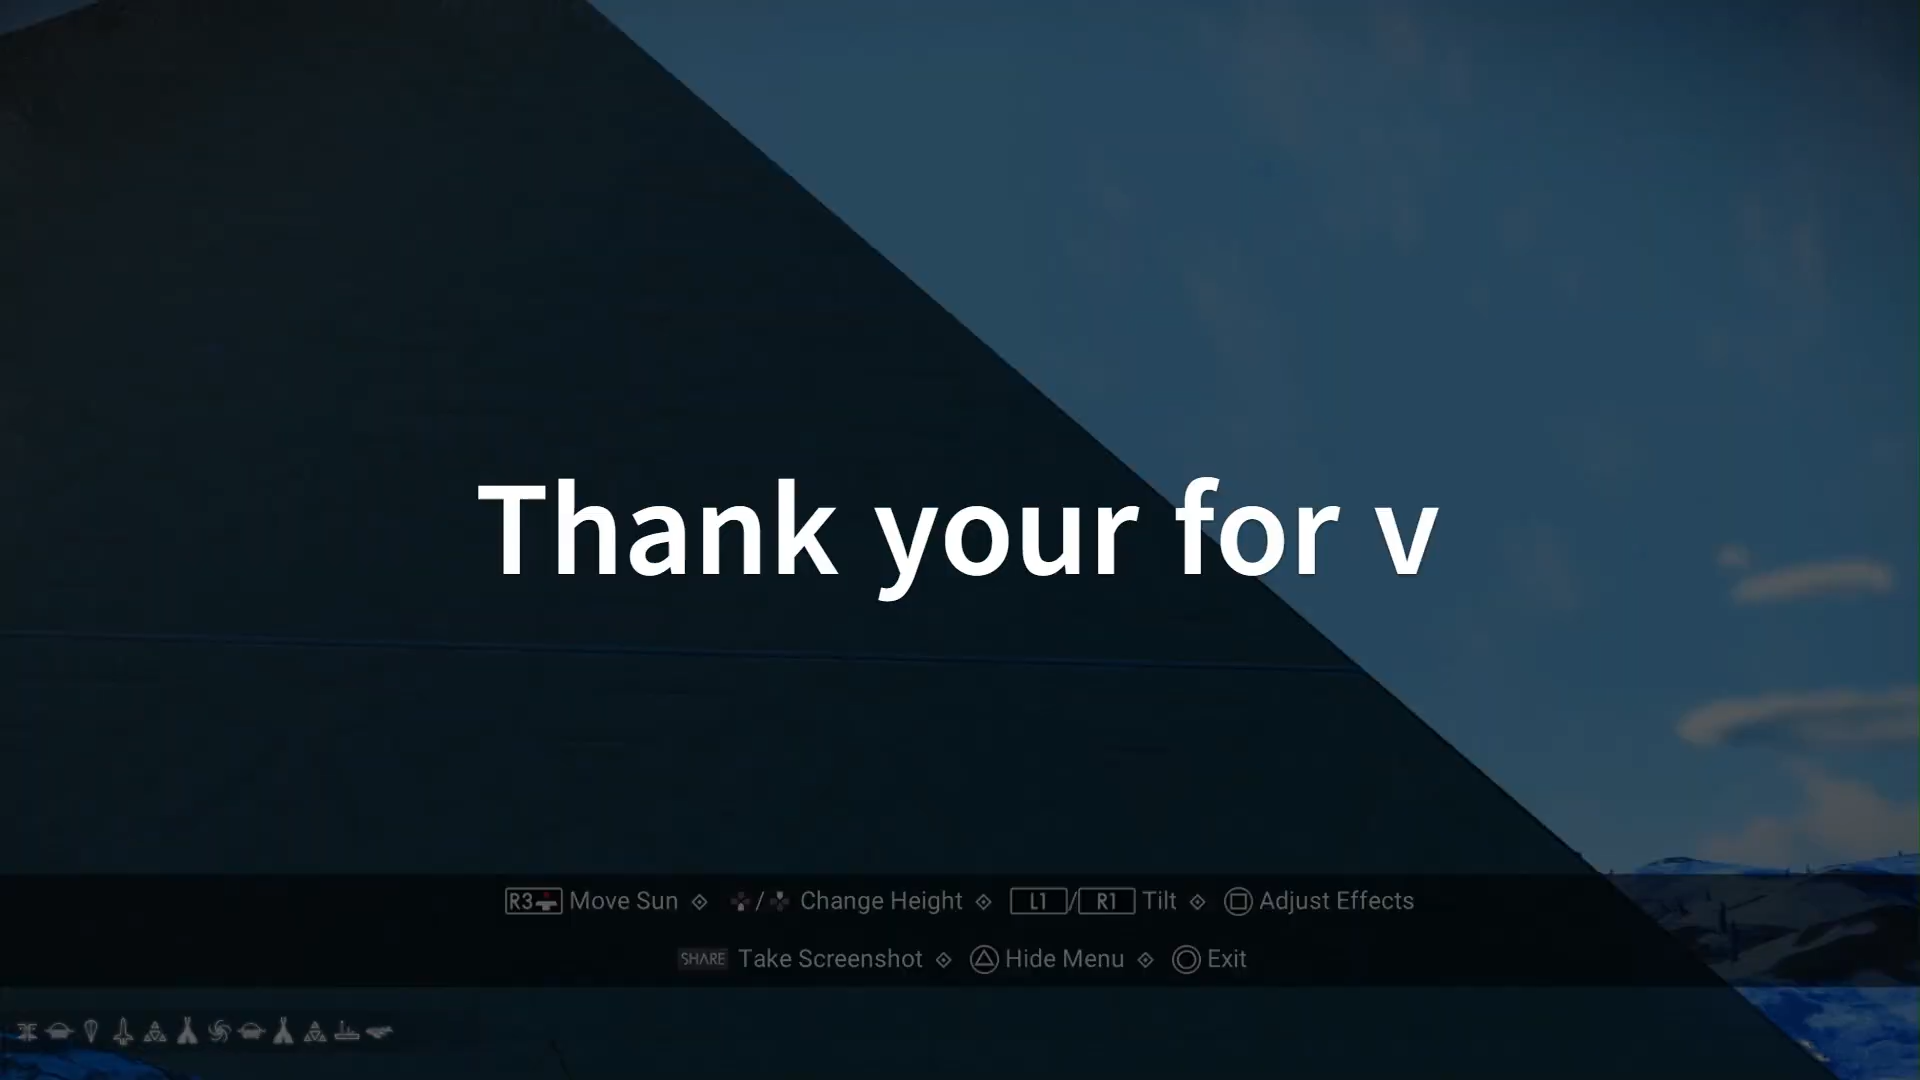 Thank your for v
R3 Move Sun / Change Height L1/R1 Tilt Adjust Effects
SHARE Take Screenshot Hide Menu Exit